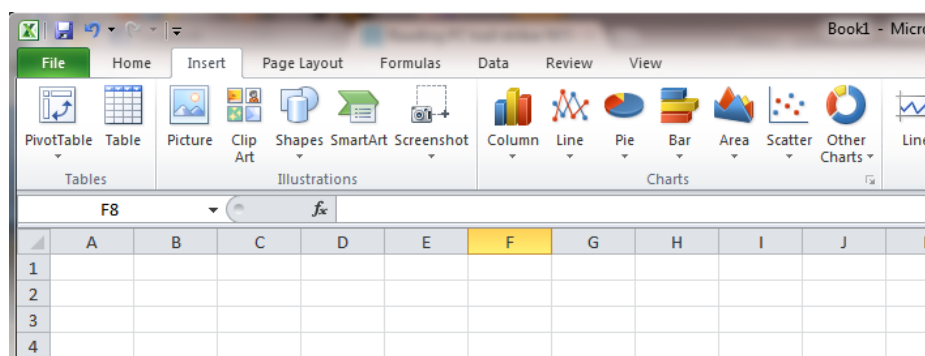 Book1 - Micr
File Home Insert Page Layout Formulas Data Review View
PivotTable Table Picture Clip Art Shapes SmartArt Screenshot Column Line Pie Bar Area Scatter Other Charts Line
Tables Illustrations Charts
F8 fx
A B C D E F G H I J
1
2
3
4